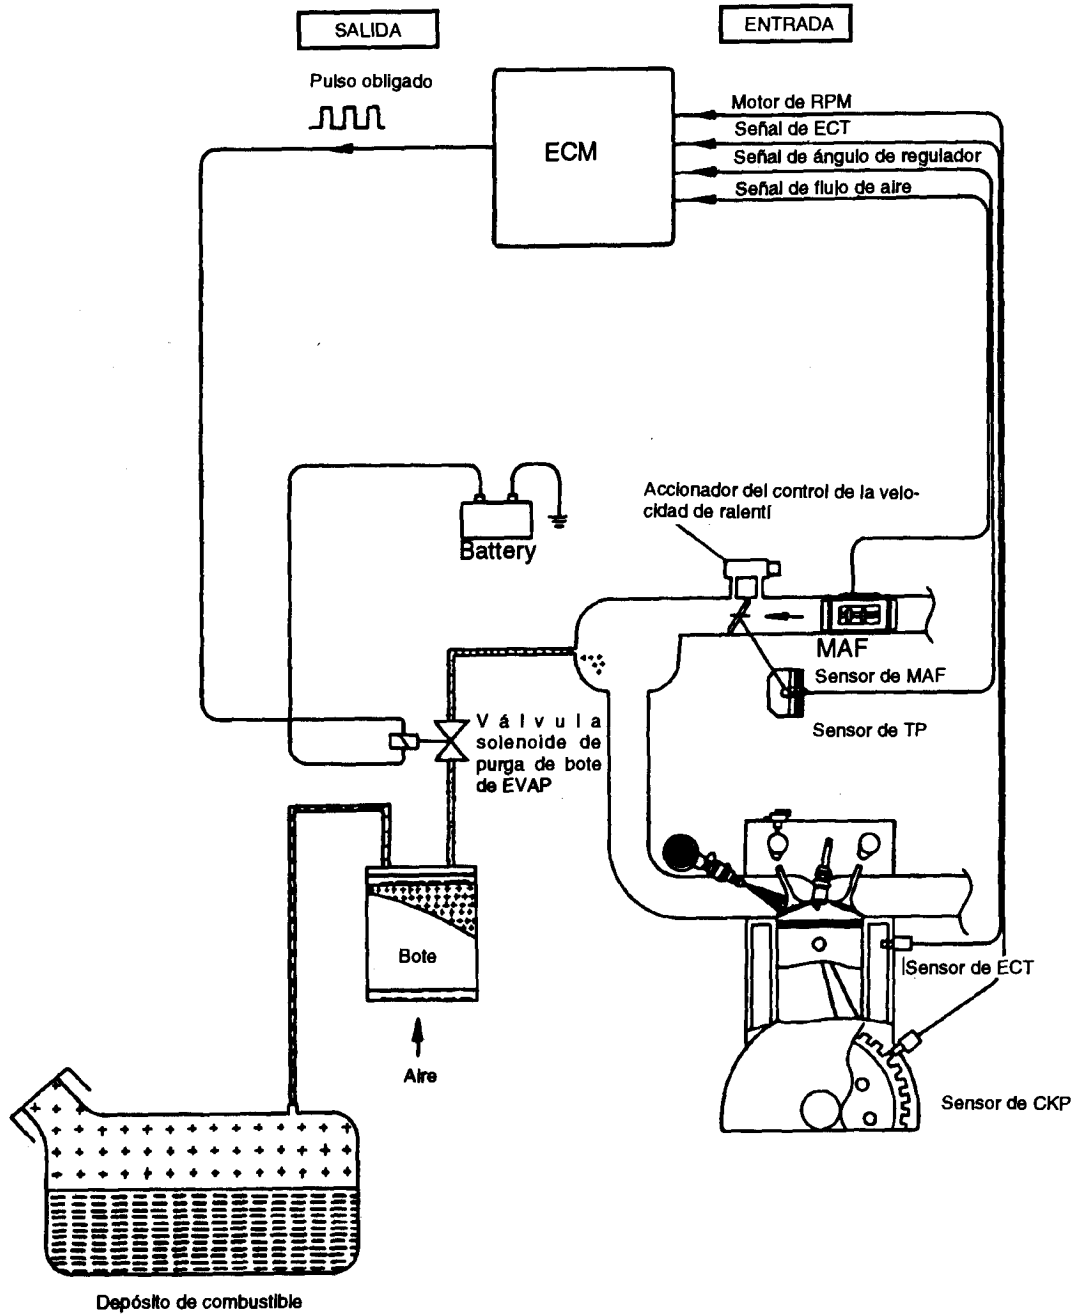 SALIDA
ENTRADA
Pulso obligado
ECM
Motor de RPM
Señal de ECT
Señal de ángulo de regulador
Señal de flujo de aire
Accionador del control de la velo-
cidad de ralentí
Battery
MAF
Sensor de MAF
Sensor de TP
Válvula
solenoide de
purga de bote
de EVAP
Bote
Aire
Sensor de ECT
Sensor de CKP
Depósito de combustible